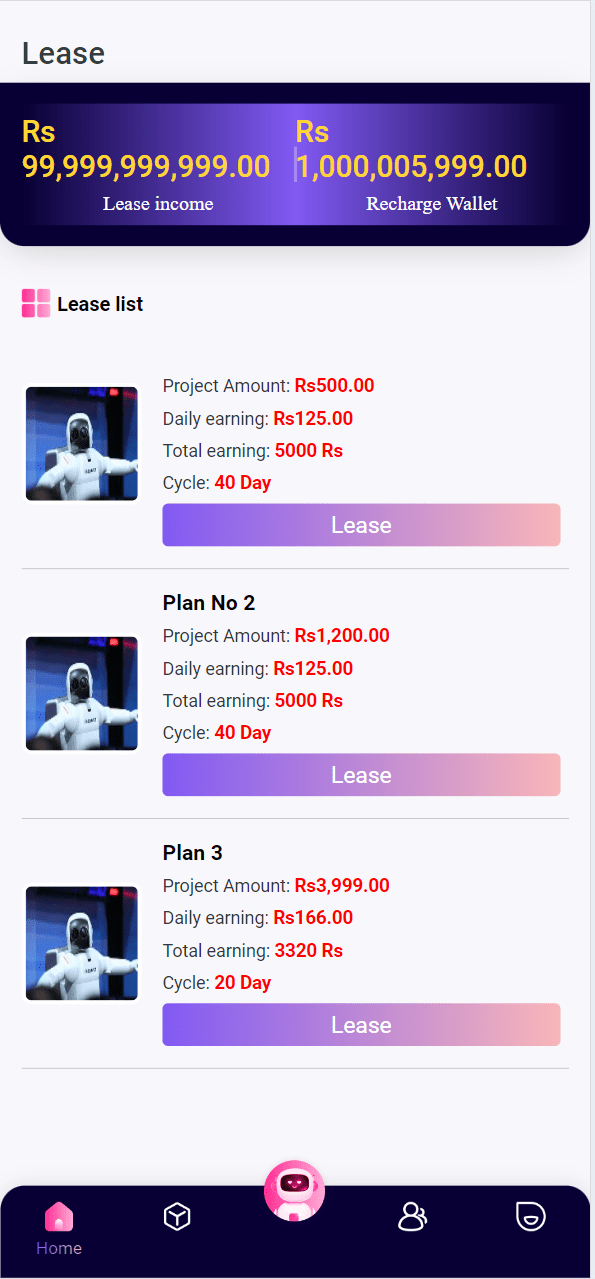 Lease
Rs
99,999,999,999.00
Lease income
Rs
1,000,005,999.00
Recharge Wallet
Lease list
Project Amount: Rs500.00
Daily earning: Rs125.00
Total earning: 5000 Rs
Cycle: 40 Day
Lease
Plan No 2
Project Amount: Rs1,200.00
Daily earning: Rs125.00
Total earning: 5000 Rs
Cycle: 40 Day
Lease
Plan 3
Project Amount: Rs3,999.00
Daily earning: Rs166.00
Total earning: 3320 Rs
Cycle: 20 Day
Lease
Home